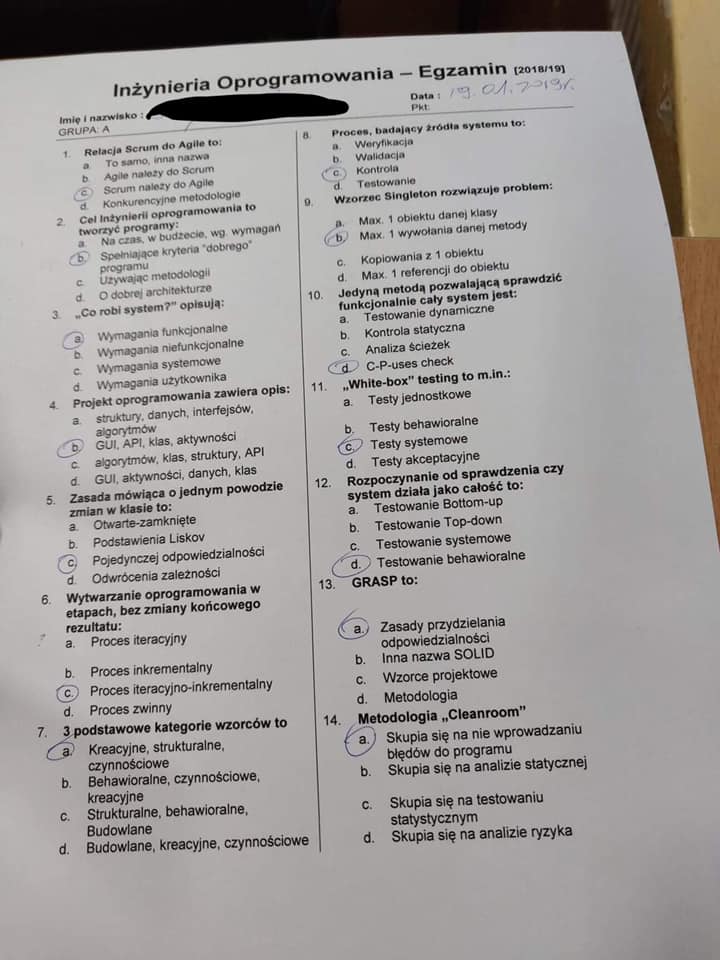 Inżynieria Oprogramowania – Egzamin [2018/19]
Imię i nazwisko :
Data : 19.01.2019r.
GRUPA: A
Pkt:
1. Relacja Scrum do Agile to:
a. To samo, inna nazwa
b. Agile należy do Scrum
c. Scrum należy do Agile
d. Konkurencyjne metodologie
2. Cel Inżynierii oprogramowania to
tworzyć programy:
a. Na czas, w budżecie, wg. wymagań
b. Spełniające kryteria "dobrego"
programu
c. Używając metodologii
d. O dobrej architekturze
3. „Co robi system?” opisują:
a. Wymagania funkcjonalne
b. Wymagania niefunkcjonalne
c. Wymagania systemowe
d. Wymagania użytkownika
4. Projekt oprogramowania zawiera opis:
a. struktury, danych, interfejsów,
algorytmów
b. GUI, API, klas, aktywności
c. algorytmów, klas, struktury, API
d. GUI, aktywności, danych, klas
5. Zasada mówiąca o jednym powodzie
zmian w klasie to:
a. Otwarte-zamknięte
b. Podstawienia Liskov
c. Pojedynczej odpowiedzialności
d. Odwrócenia zależności
6. Wytwarzanie oprogramowania w
etapach, bez zmiany końcowego
rezultatu:
? a. Proces iteracyjny
b. Proces inkrementalny
c. Proces iteracyjno-inkrementalny
d. Proces zwinny
7. 3 podstawowe kategorie wzorców to
a. Kreacyjne, strukturalne,
czynnościowe
b. Behawioralne, czynnościowe,
kreacyjne
c. Strukturalne, behawioralne,
Budowlane
d. Budowlane, kreacyjne, czynnościowe
8. Proces, badający źródła systemu to:
a. Weryfikacja
b. Walidacja
c. Kontrola
d. Testowanie
9. Wzorzec Singleton rozwiązuje problem:
a. Max. 1 obiektu danej klasy
b. Max. 1 wywołania danej metody
c. Kopiowania z 1 obiektu
d. Max. 1 referencji do obiektu
10. Jedyną metodą pozwalającą sprawdzić
funkcjonalnie cały system jest:
a. Testowanie dynamiczne
b. Kontrola statyczna
c. Analiza ścieżek
d. C-P-uses check
11. „White-box” testing to m.in.:
a. Testy jednostkowe
b. Testy behawioralne
c. Testy systemowe
d. Testy akceptacyjne
12. Rozpoczynanie od sprawdzenia czy
system działa jako całość to:
a. Testowanie Bottom-up
b. Testowanie Top-down
c. Testowanie systemowe
d. Testowanie behawioralne
13. GRASP to:
a. Zasady przydzielania
odpowiedzialności
b. Inna nazwa SOLID
c. Wzorce projektowe
d. Metodologia
14. Metodologia „Cleanroom”
a. Skupia się na nie wprowadzaniu
błędów do programu
b. Skupia się na analizie statycznej
c. Skupia się na testowaniu
statystycznym
d. Skupia się na analizie ryzyka